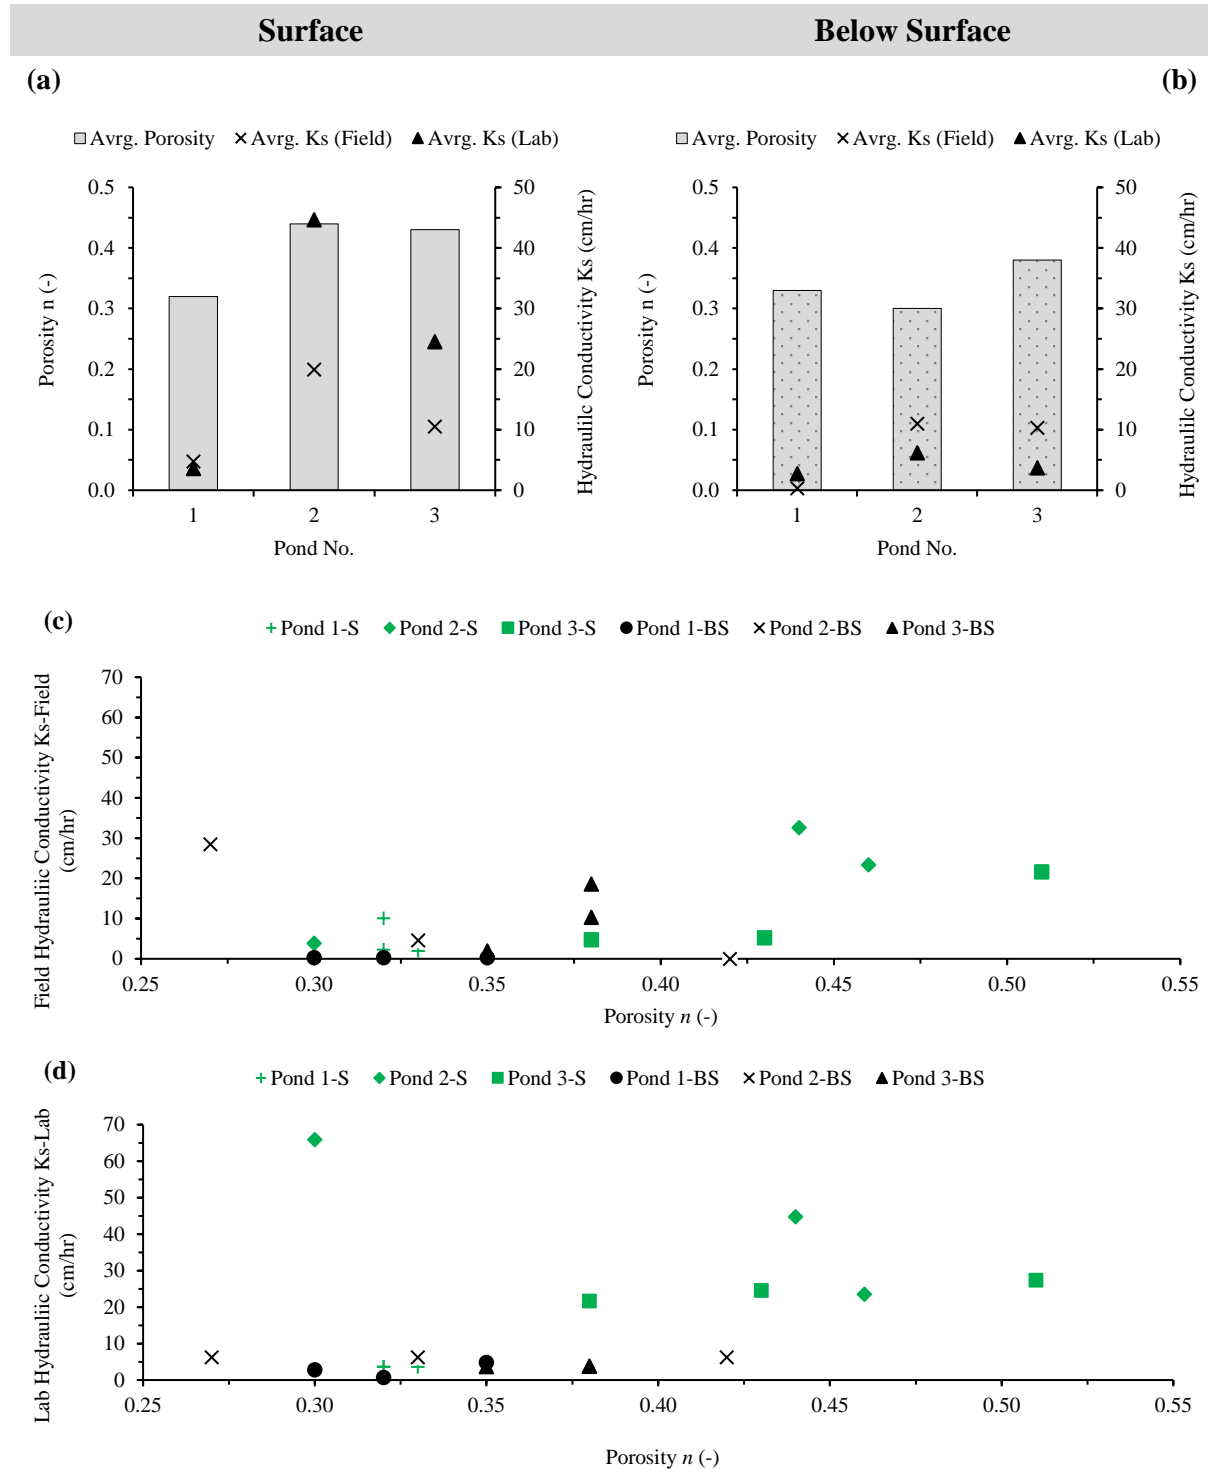 Surface Below Surface
(a) (b)
Avrg. Porosity Avrg. Ks (Field) Avrg. Ks (Lab)
0.5
0.4
0.3
0.2
0.1
0.0
Porosity n (-)
50
40
30
20
10
0
Hydraulilc Conductivity Ks (cm/hr)
1 2 3
Pond No.
Avrg. Porosity Avrg. Ks (Field) Avrg. Ks (Lab)
0.5
0.4
0.3
0.2
0.1
0.0
Porosity n (-)
50
40
30
20
10
0
Hydraulilc Conductivity Ks (cm/hr)
1 2 3
Pond No.
(c)
Pond 1-S Pond 2-S Pond 3-S Pond 1-BS Pond 2-BS Pond 3-BS
Field Hydrauliic Conductivity Ks-Field
(cm/hr)
70
60
50
40
30
20
10
0
0.25 0.30 0.35 0.40 0.45 0.50 0.55
Porosity n (-)
(d)
Pond 1-S Pond 2-S Pond 3-S Pond 1-BS Pond 2-BS Pond 3-BS
Lab Hydrauliic Conductivity Ks-Lab
(cm/hr)
70
60
50
40
30
20
10
0
0.25 0.30 0.35 0.40 0.45 0.50 0.55
Porosity n (-)